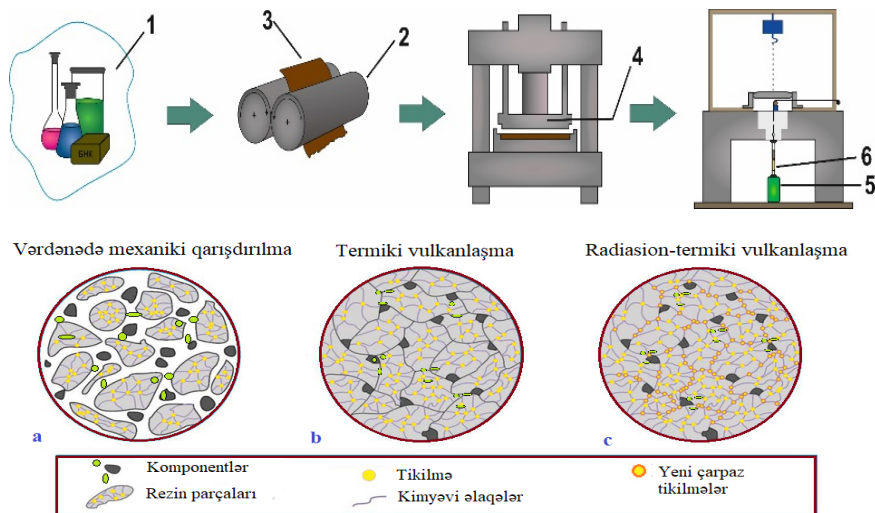 1
3
2
4
6
5
БНК
Vərdənədə mexaniki qarışdırılma
Termiki vulkanlaşma
Radiasion-termiki vulkanlaşma
a
b
c
Komponentlər
Rezin parçaları
Tikilmə
Kimyəvi əlaqələr
Yeni çarpaz
tikilmələr